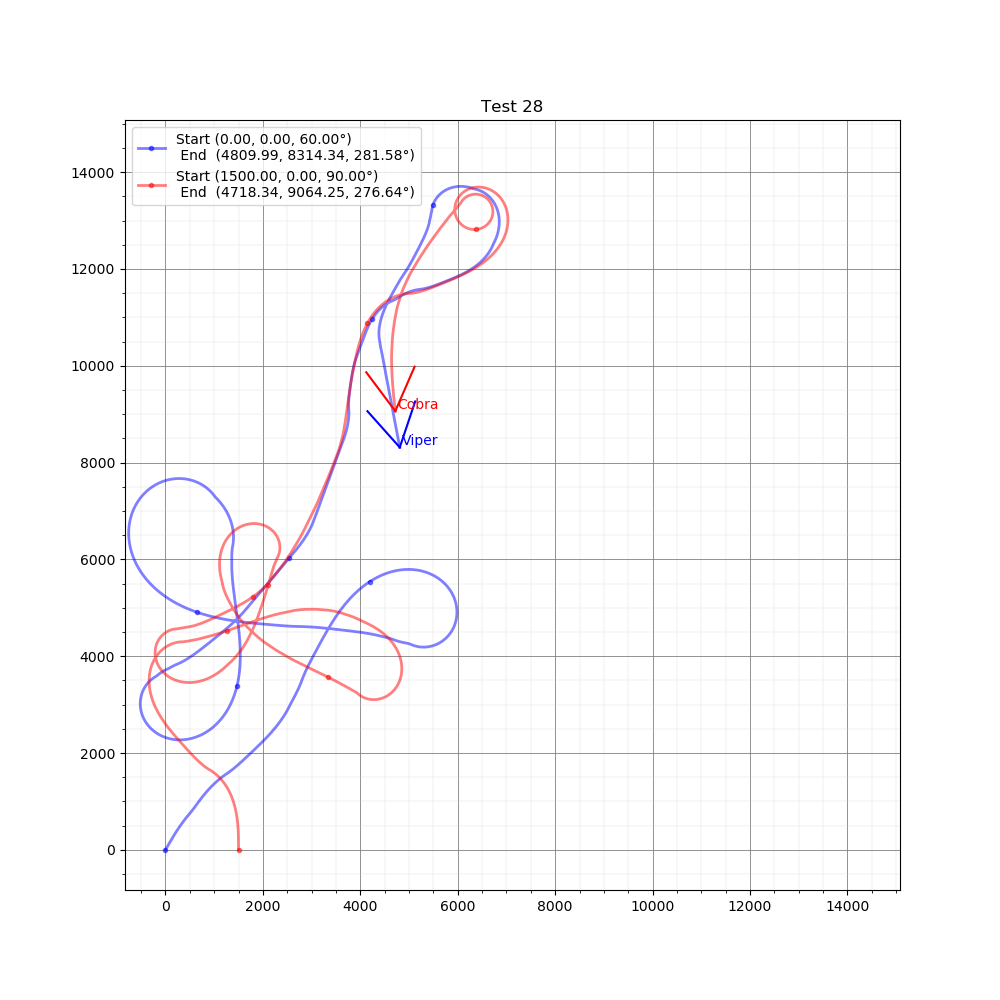 Test 28
Start (0.00, 0.00, 60.00°)
End (4809.99, 8314.34, 281.58°)
Start (1500.00, 0.00, 90.00°)
End (4718.34, 9064.25, 276.64°)
14000
12000
10000
8000
6000
4000
2000
0
Cobra
Viper
0 2000 4000 6000 8000 10000 12000 14000